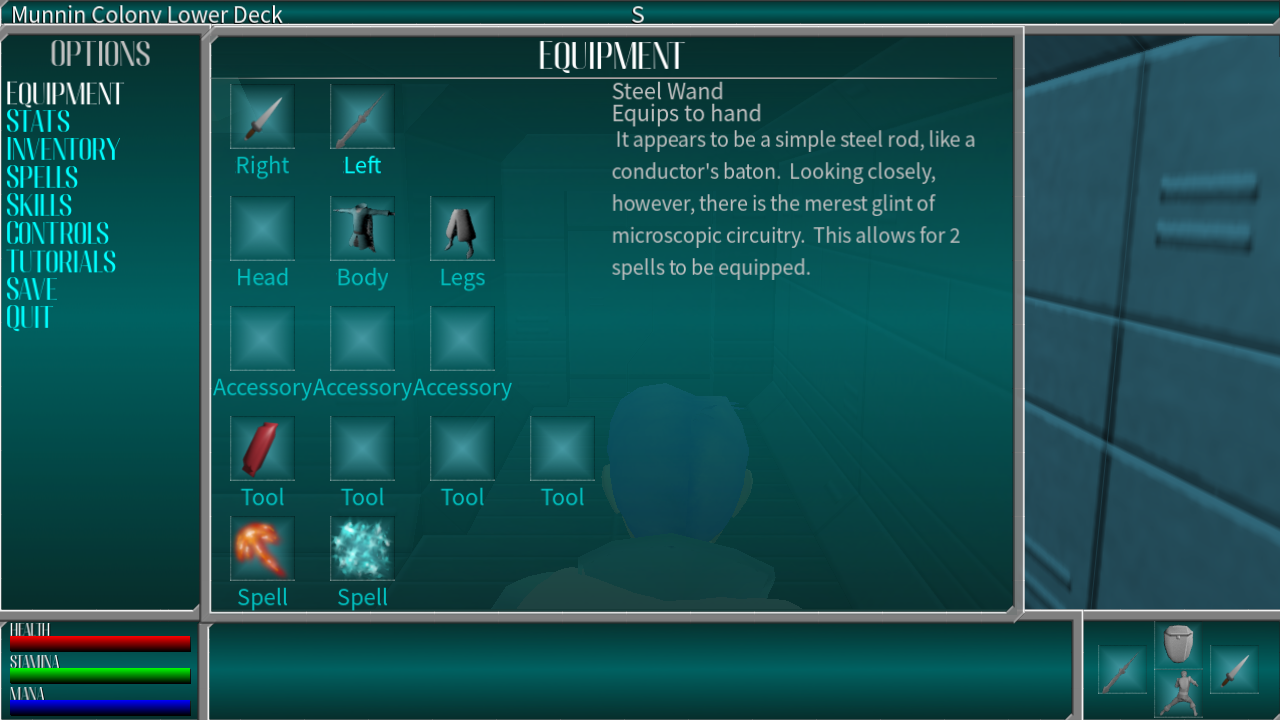 Munnin Colony Lower Deck
S
OPTIONS
EQUIPMENT
STATS
INVENTORY
SPELLS
SKILLS
CONTROLS
TUTORIALS
SAVE
QUIT
EQUIPMENT
Right
Left
Head
Body
Legs
Accessory
Accessory
Accessory
Tool
Tool
Tool
Tool
Spell
Spell
Steel Wand
Equips to hand
It appears to be a simple steel rod, like a
conductor's baton.  Looking closely,
however, there is the merest glint of
microscopic circuitry.  This allows for 2
spells to be equipped.
HEALTH
STAMINA
MANA